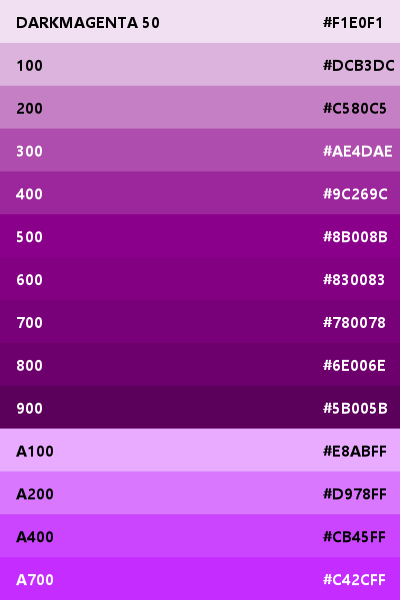 DARKMAGENTA 50 #F1E0F1
100 #DCB3DC
200 #C580C5
300 #AE4DAE
400 #9C269C
500 #8B008B
600 #830083
700 #780078
800 #6E006E
900 #5B005B
A100 #E8ABFF
A200 #D978FF
A400 #CB45FF
A700 #C42CFF